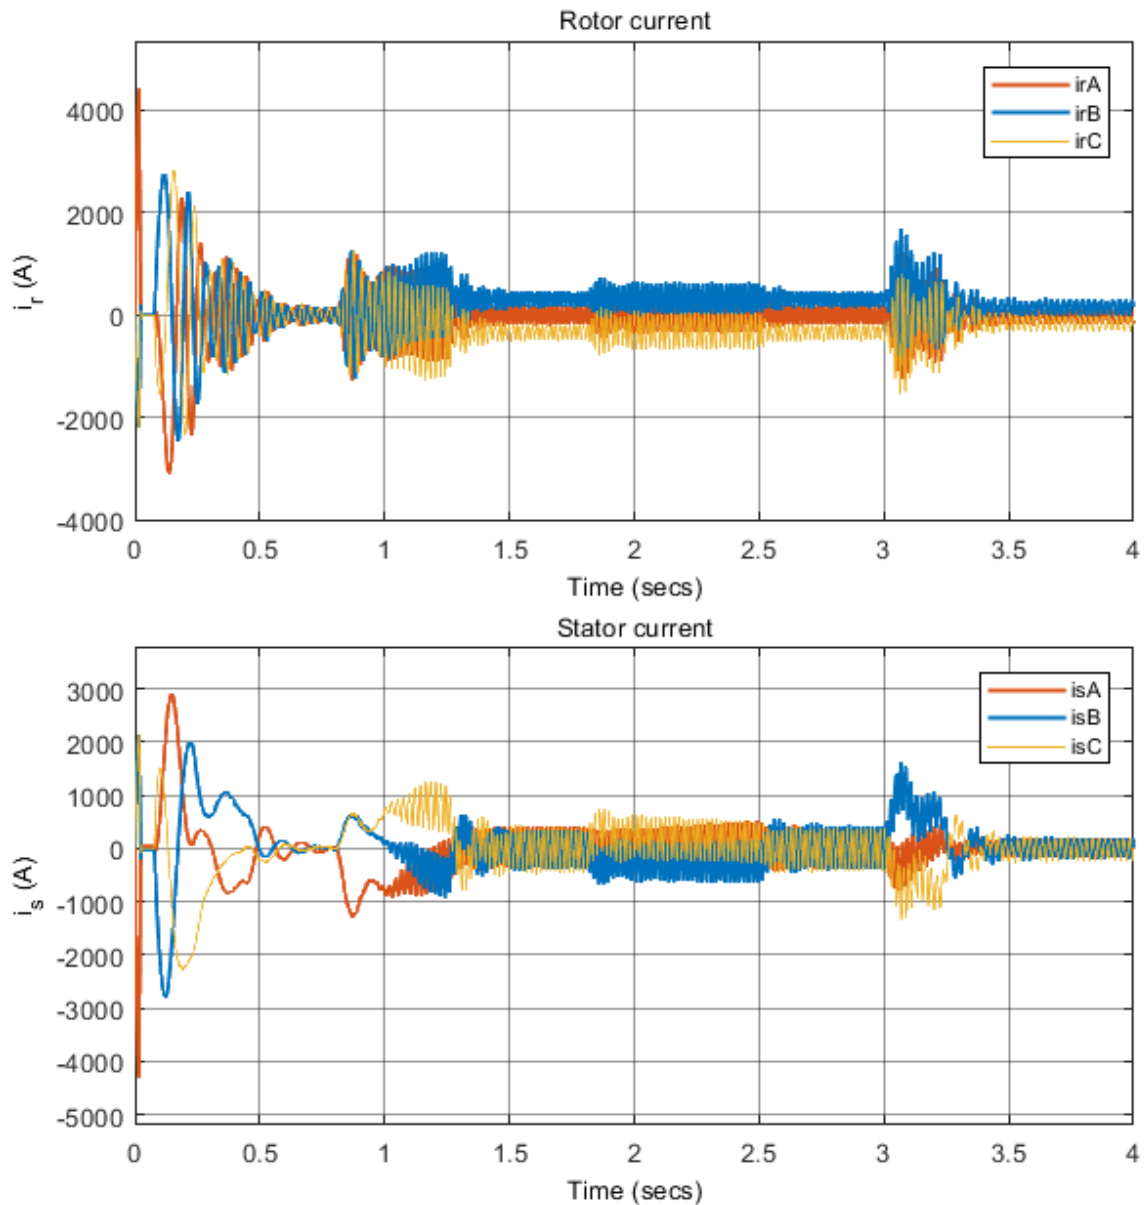 Rotor current
irA
irB
irC
4000
2000
0
-2000
-4000
i_r (A)
0 0.5 1 1.5 2 2.5 3 3.5 4
Time (secs)
Stator current
isA
isB
isC
3000
2000
1000
0
-1000
-2000
-3000
-4000
-5000
i_s (A)
0 0.5 1 1.5 2 2.5 3 3.5 4
Time (secs)